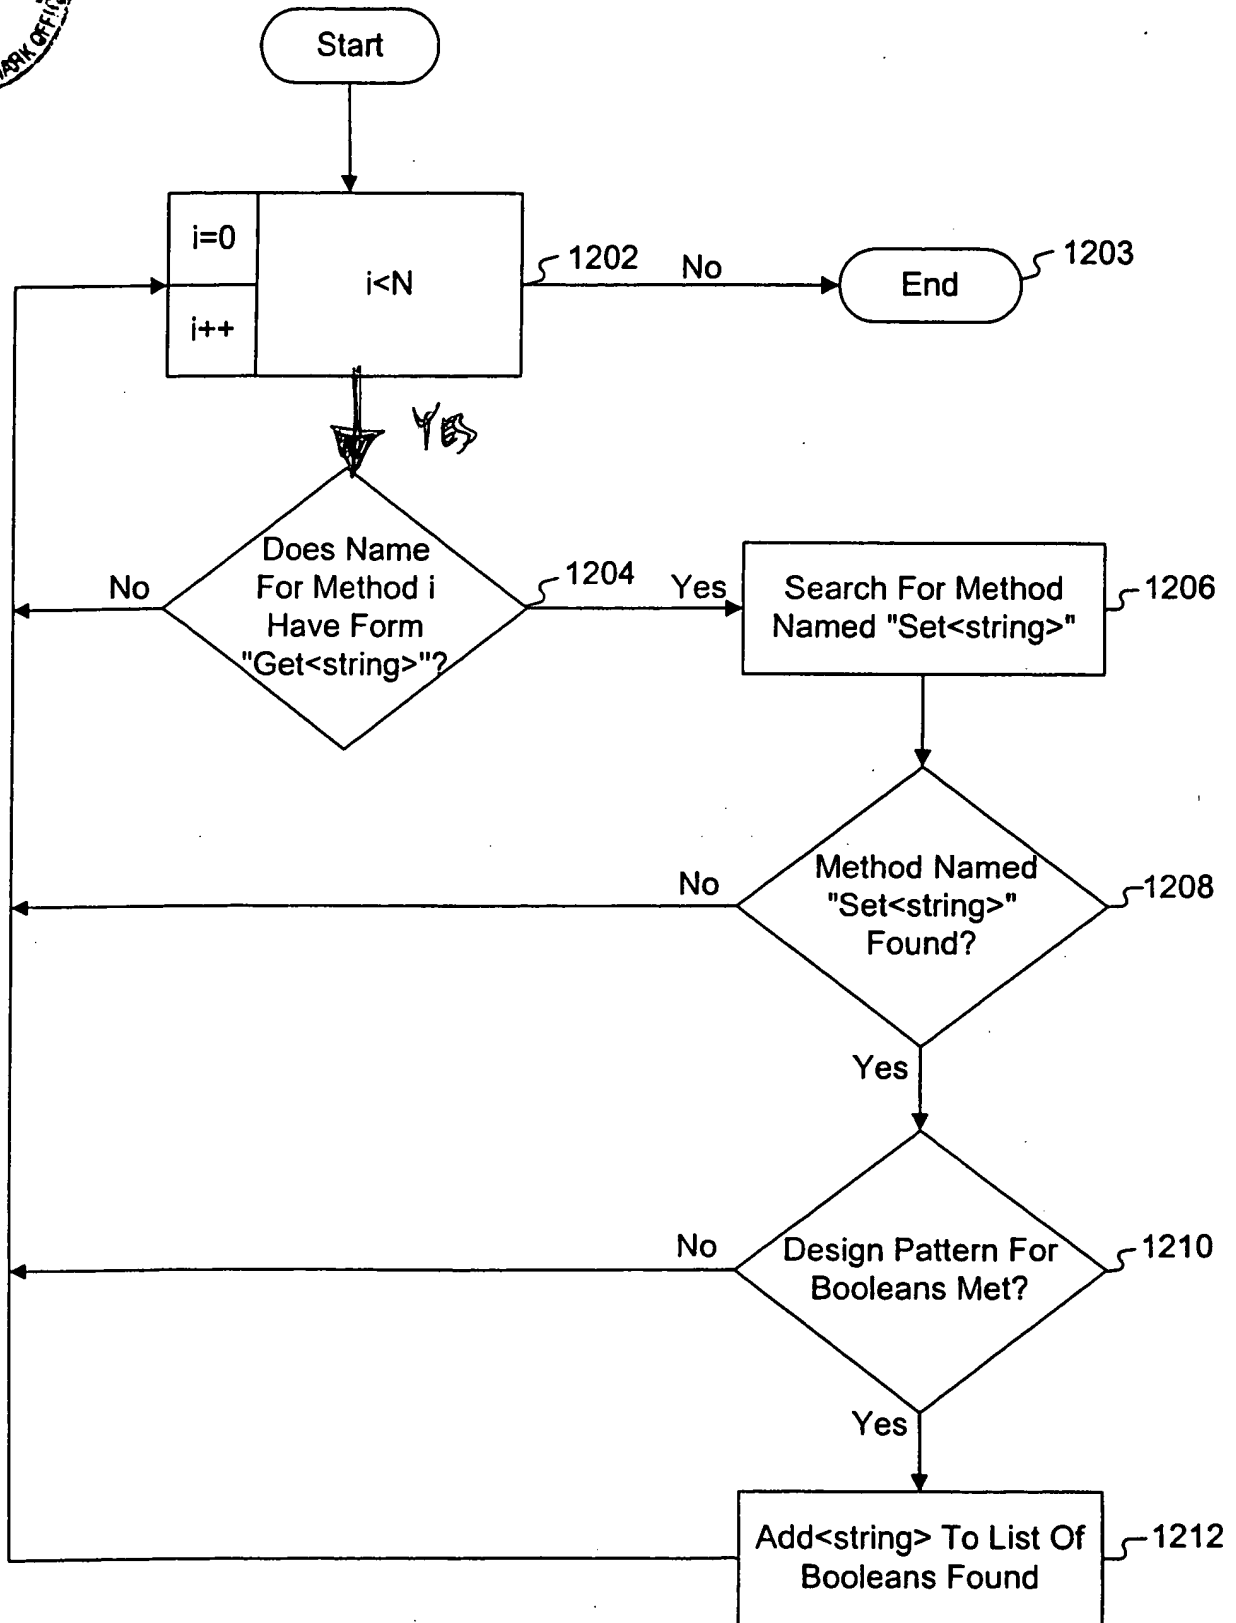 Start
i=0
i<N
i++
1202
No
End
1203
YES
Does Name
For Method i
Have Form
"Get<string>"?
No
1204
Yes
Search For Method
Named "Set<string>"
1206
Method Named
"Set<string>"
Found?
No
1208
Yes
Design Pattern For
Booleans Met?
No
1210
Yes
Add<string> To List Of
Booleans Found
1212